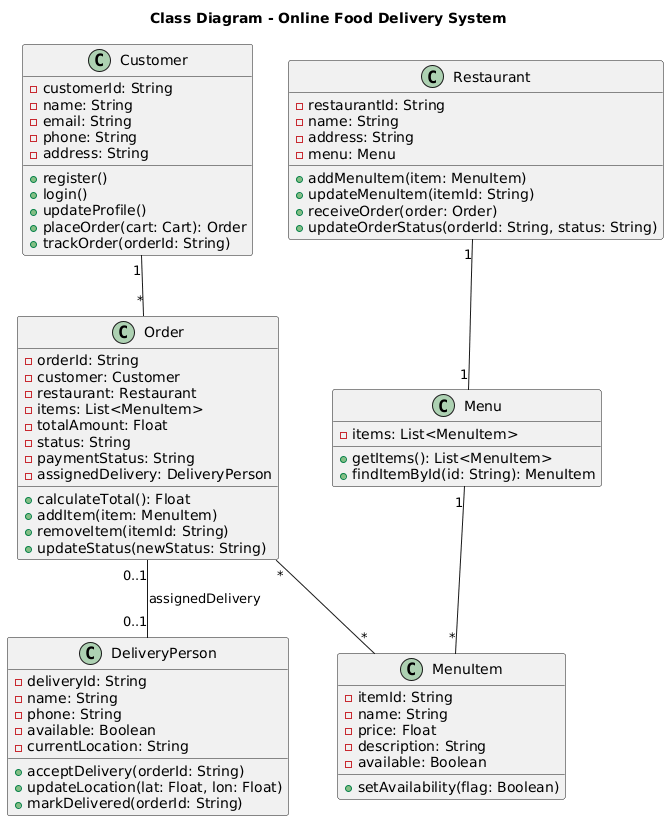 Class Diagram - Online Food Delivery System
C Customer
customerId: String
name: String
email: String
phone: String
address: String
register()
login()
updateProfile()
placeOrder(cart: Cart): Order
trackOrder(orderId: String)
C Restaurant
restaurantId: String
name: String
address: String
menu: Menu
addMenuItem(item: MenuItem)
updateMenuItem(itemId: String)
receiveOrder(order: Order)
updateOrderStatus(orderId: String, status: String)
1
*
1
1
C Order
orderId: String
customer: Customer
restaurant: Restaurant
items: List<MenuItem>
totalAmount: Float
status: String
paymentStatus: String
assignedDelivery: DeliveryPerson
calculateTotal(): Float
addItem(item: MenuItem)
removeItem(itemId: String)
updateStatus(newStatus: String)
C Menu
items: List<MenuItem>
getItems(): List<MenuItem>
findItemById(id: String): MenuItem
0..1
assignedDelivery
0..1
*
*
1
*
C DeliveryPerson
deliveryId: String
name: String
phone: String
available: Boolean
currentLocation: String
acceptDelivery(orderId: String)
updateLocation(lat: Float, lon: Float)
markDelivered(orderId: String)
C MenuItem
itemId: String
name: String
price: Float
description: String
available: Boolean
setAvailability(flag: Boolean)